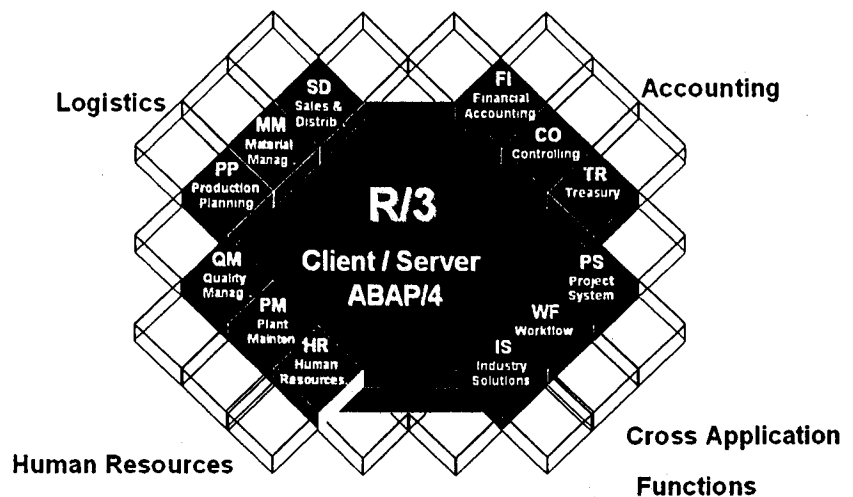 Logistics
Accounting
SD
Sales &
Distrib
MM
Material
Manag.
PP
Production
Planning
FI
Financial
Accounting
CO
Controlling
TR
Treasury
R/3
Client / Server
ABAP/4
QM
Quality
Manag
PM
Plant
Mainten
HR
Human
Resources.
PS
Project
System
WF
Workflow
IS
Industry
Solutions
Human Resources
Cross Application
Functions